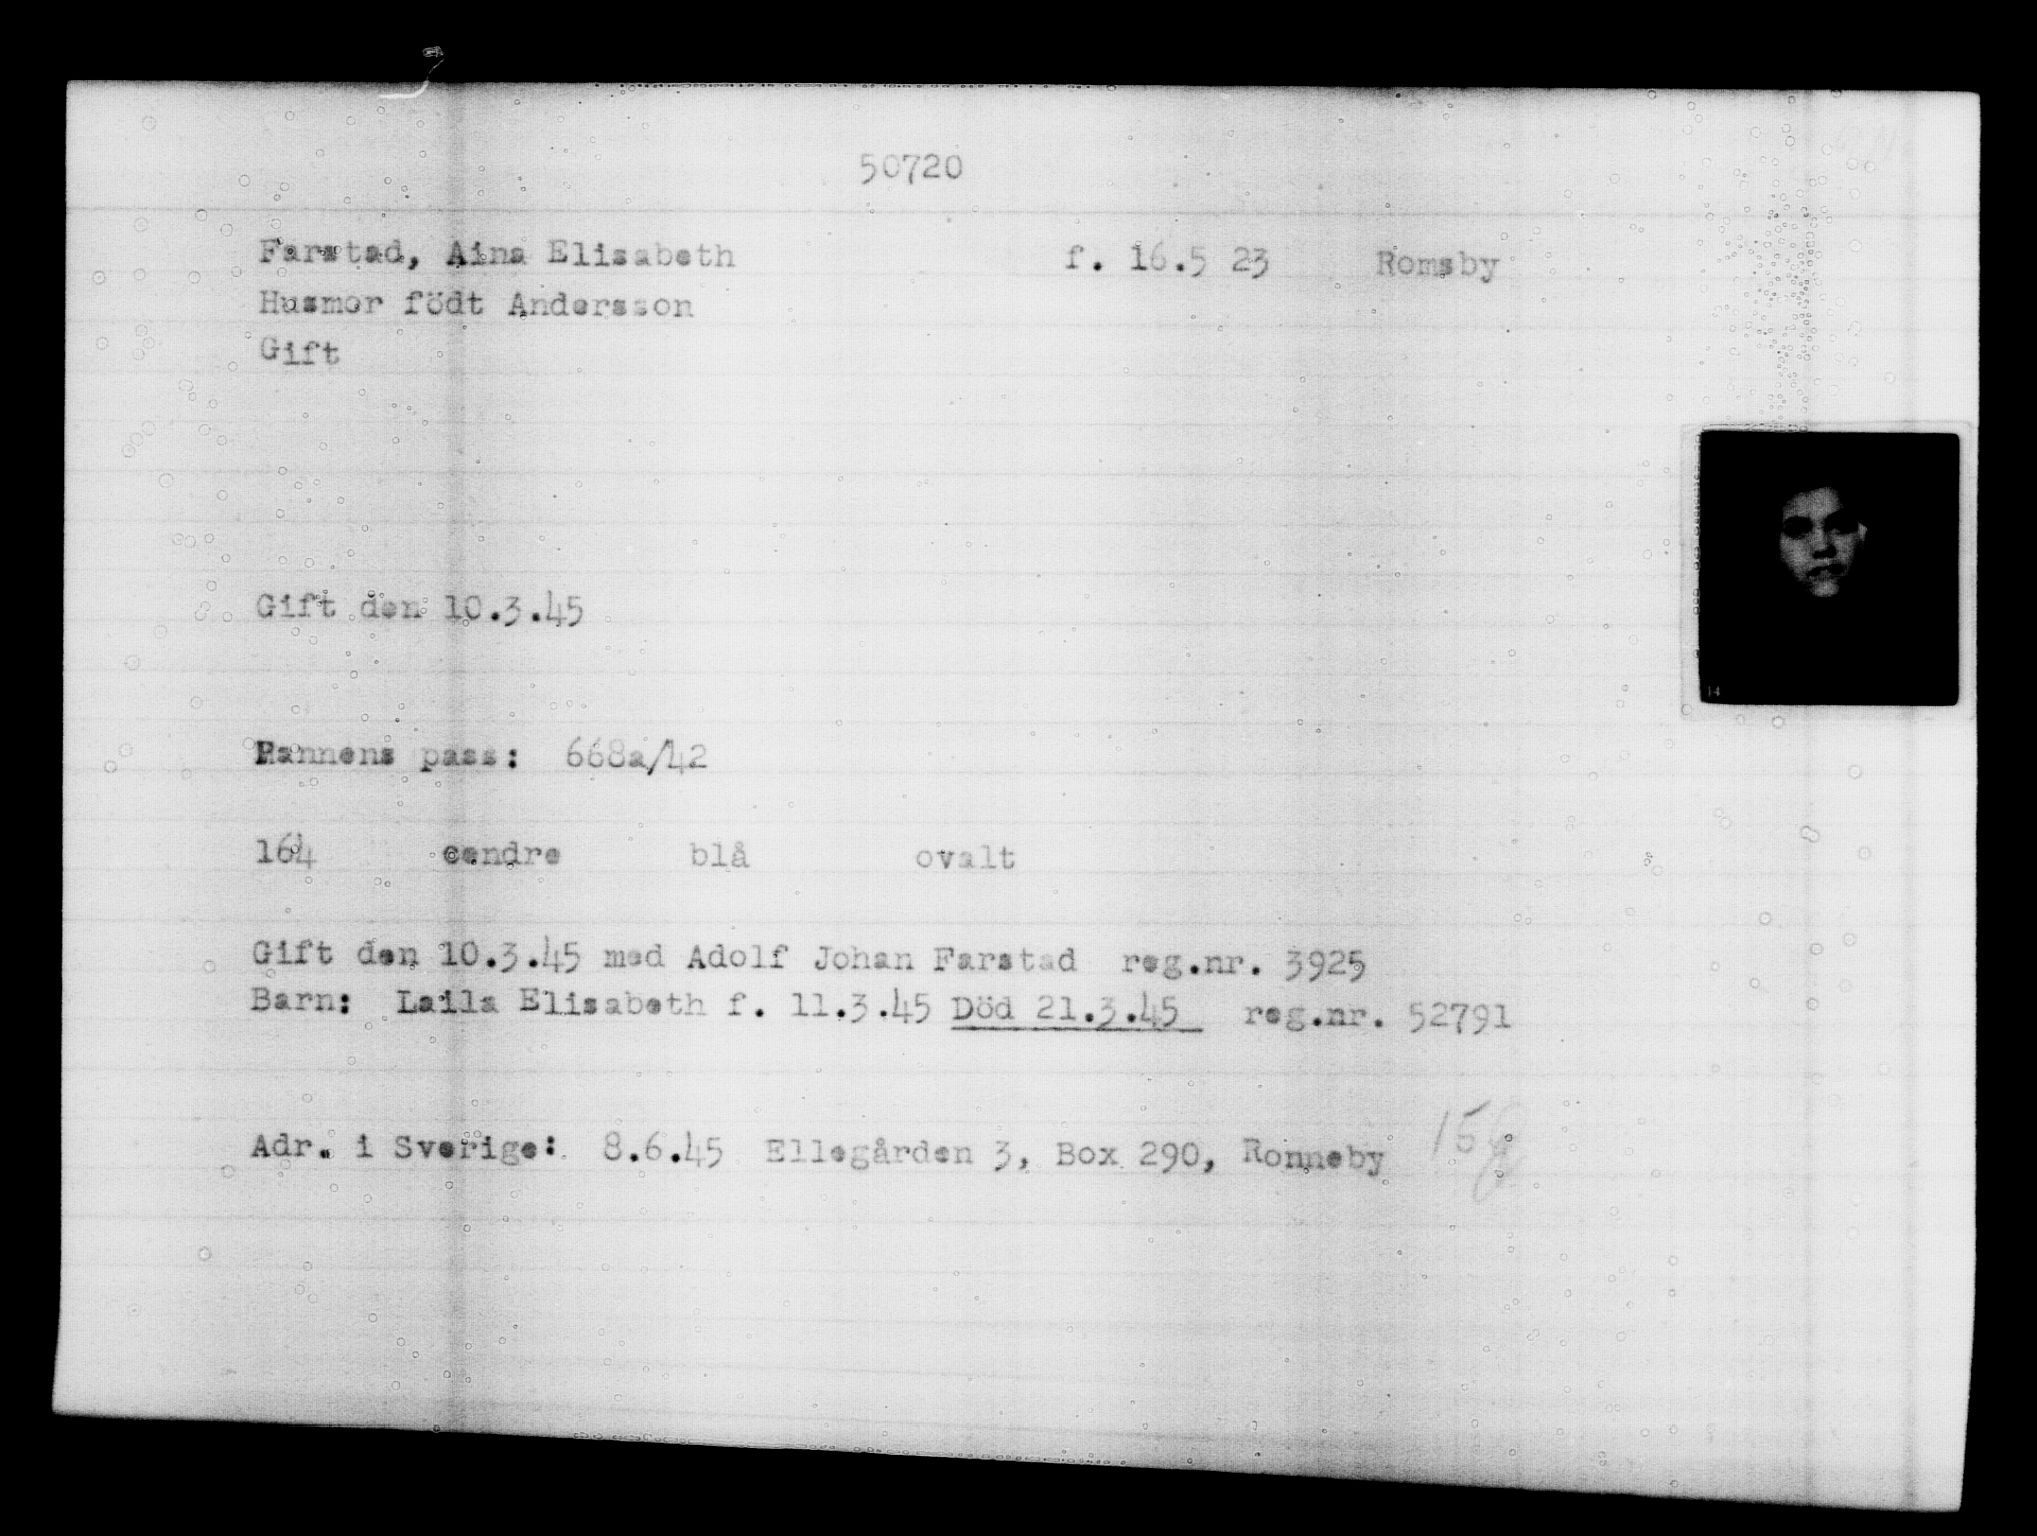 50720
Farstad, Aina Elisabeth f. 16.5 23 Romsby
Husmor födt Andersson
Gift
Gift den 10.3.45
Mannens pass: 668a/42
164 cendre blå ovalt
Gift den 10.3.45 med Adolf Johan Farstad reg.nr. 3925
Barn: Laila Elisabeth f. 11.3.45 Död 21.3.45 reg.nr. 52791
Adr. i Sverige: 8.6.45 Ellegården 3, Box 290, Ronneby
14